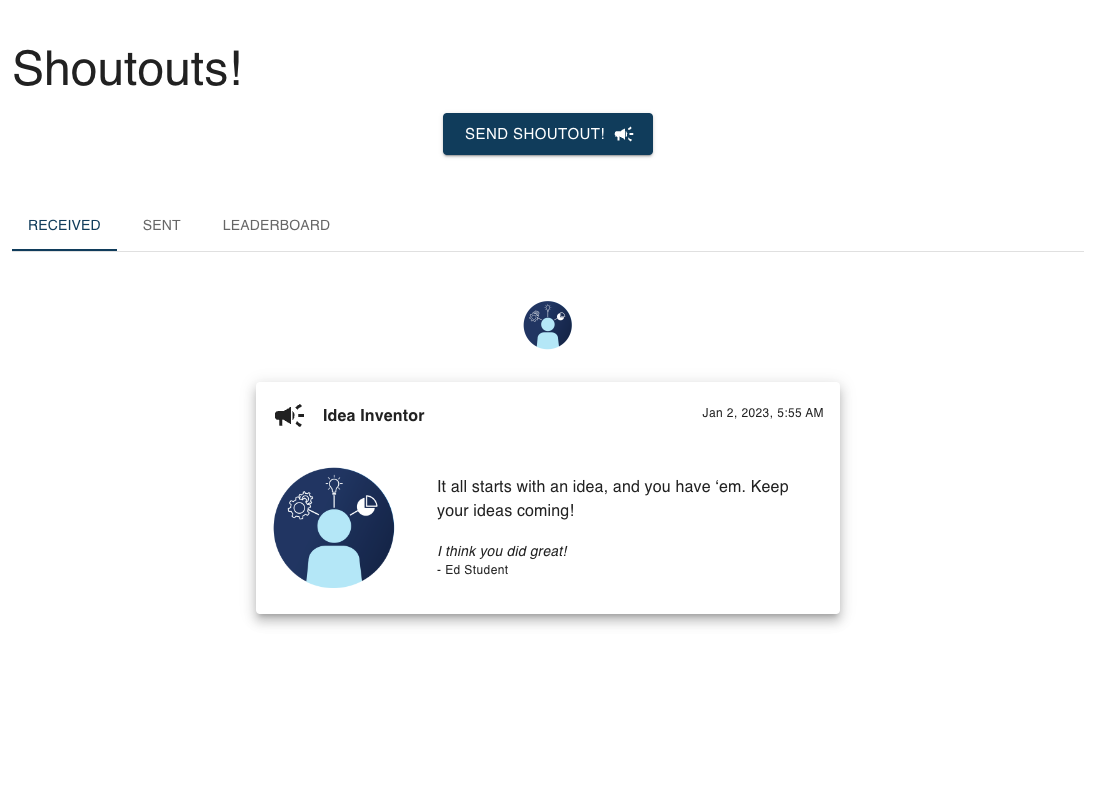 Shoutouts!
SEND SHOUTOUT!
RECEIVED SENT LEADERBOARD
Idea Inventor Jan 2, 2023, 5:55 AM
It all starts with an idea, and you have ‘em. Keep
your ideas coming!
I think you did great!
- Ed Student